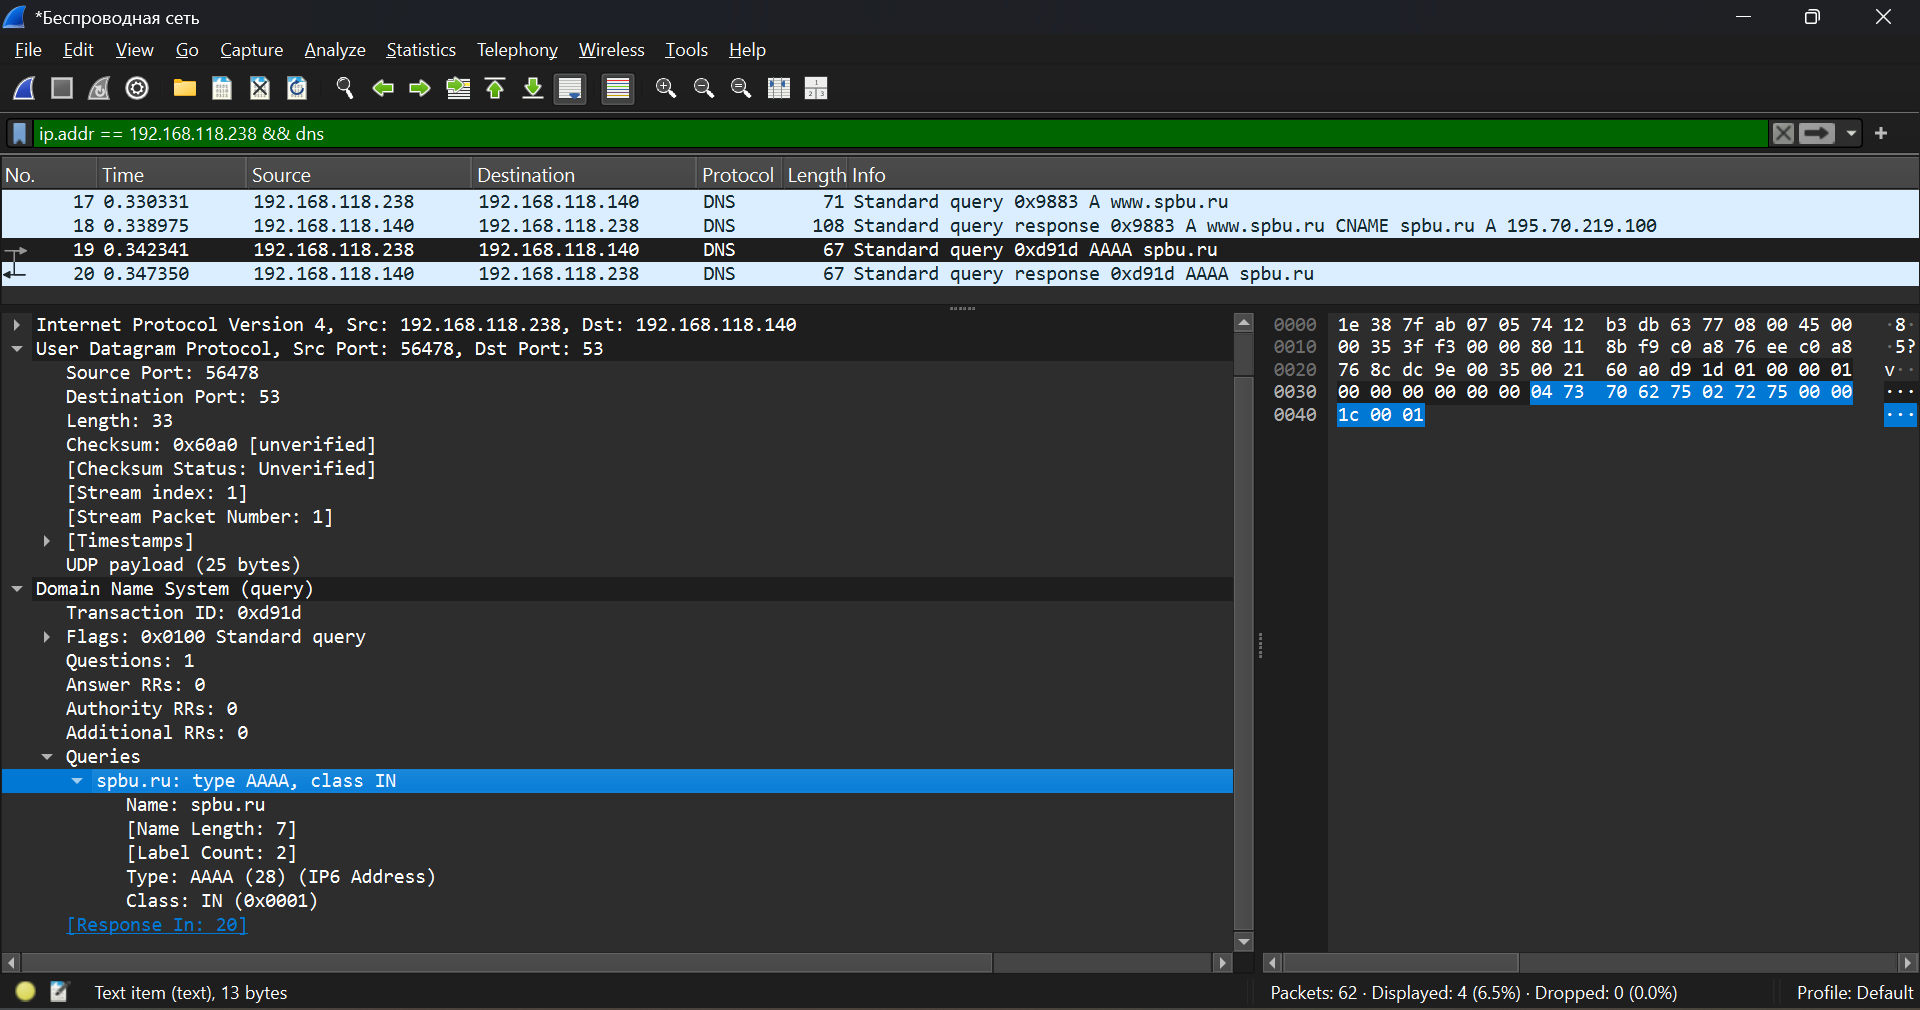 *Беспроводная сеть
File Edit View Go Capture Analyze Statistics Telephony Wireless Tools Help
ip.addr == 192.168.118.238 && dns
No. Time Source Destination Protocol Length Info
17 0.330331 192.168.118.238 192.168.118.140 DNS 71 Standard query 0x9883 A www.spbu.ru
18 0.338975 192.168.118.140 192.168.118.238 DNS 108 Standard query response 0x9883 A www.spbu.ru CNAME spbu.ru A 195.70.219.100
19 0.342341 192.168.118.238 192.168.118.140 DNS 67 Standard query 0xd91d AAAA spbu.ru
20 0.347350 192.168.118.140 192.168.118.238 DNS 67 Standard query response 0xd91d AAAA spbu.ru
Internet Protocol Version 4, Src: 192.168.118.238, Dst: 192.168.118.140
User Datagram Protocol, Src Port: 56478, Dst Port: 53
Source Port: 56478
Destination Port: 53
Length: 33
Checksum: 0x60a0 [unverified]
[Checksum Status: Unverified]
[Stream index: 1]
[Stream Packet Number: 1]
[Timestamps]
UDP payload (25 bytes)
Domain Name System (query)
Transaction ID: 0xd91d
Flags: 0x0100 Standard query
Questions: 1
Answer RRs: 0
Authority RRs: 0
Additional RRs: 0
Queries
spbu.ru: type AAAA, class IN
Name: spbu.ru
[Name Length: 7]
[Label Count: 2]
Type: AAAA (28) (IP6 Address)
Class: IN (0x0001)
[Response In: 20]
0000 1e 38 7f ab 07 05 74 12 b3 db 63 77 08 00 45 00 ·8·
0010 00 35 3f f3 00 00 80 11 8b f9 c0 a8 76 ee c0 a8 ·5?
0020 76 8c dc 9e 00 35 00 21 60 a0 d9 1d 01 00 00 01 v··
0030 00 00 00 00 00 00 04 73 70 62 75 02 72 75 00 00 ···
0040 1c 00 01 ···
Text item (text), 13 bytes
Packets: 62 · Displayed: 4 (6.5%) · Dropped: 0 (0.0%)
Profile: Default